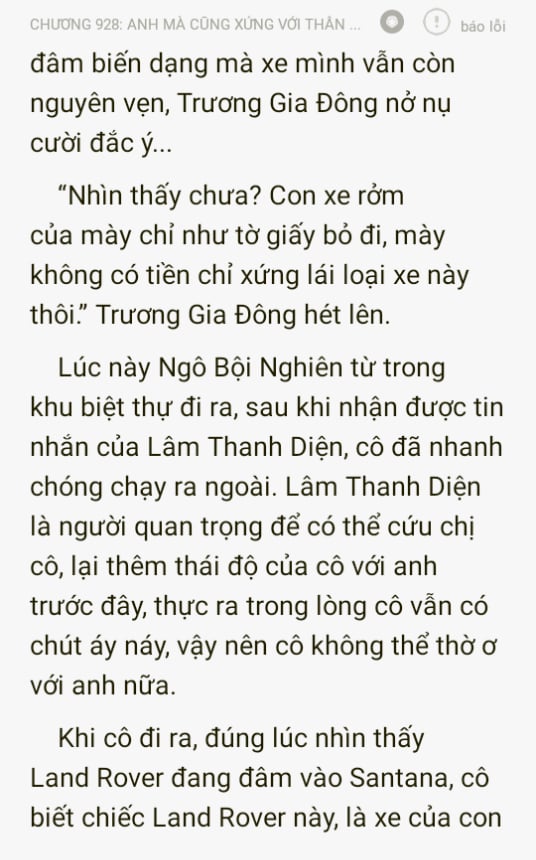 CHƯƠNG 928: ANH MÀ CŨNG XỨNG VỚI THÂN ...
báo lỗi
đâm biến dạng mà xe mình vẫn còn
nguyên vẹn, Trương Gia Đông nở nụ
cười đắc ý...
“Nhìn thấy chưa? Con xe rởm
của mày chỉ như tờ giấy bỏ đi, mày
không có tiền chỉ xứng lái loại xe này
thôi.” Trương Gia Đông hét lên.
Lúc này Ngô Bội Nghiên từ trong
khu biệt thự đi ra, sau khi nhận được tin
nhắn của Lâm Thanh Diện, cô đã nhanh
chóng chạy ra ngoài. Lâm Thanh Diện
là người quan trọng để có thể cứu chị
cô, lại thêm thái độ của cô với anh
trước đây, thực ra trong lòng cô vẫn có
chút áy náy, vậy nên cô không thể thờ ơ
với anh nữa.
Khi cô đi ra, đúng lúc nhìn thấy
Land Rover đang đâm vào Santana, cô
biết chiếc Land Rover này, là xe của con